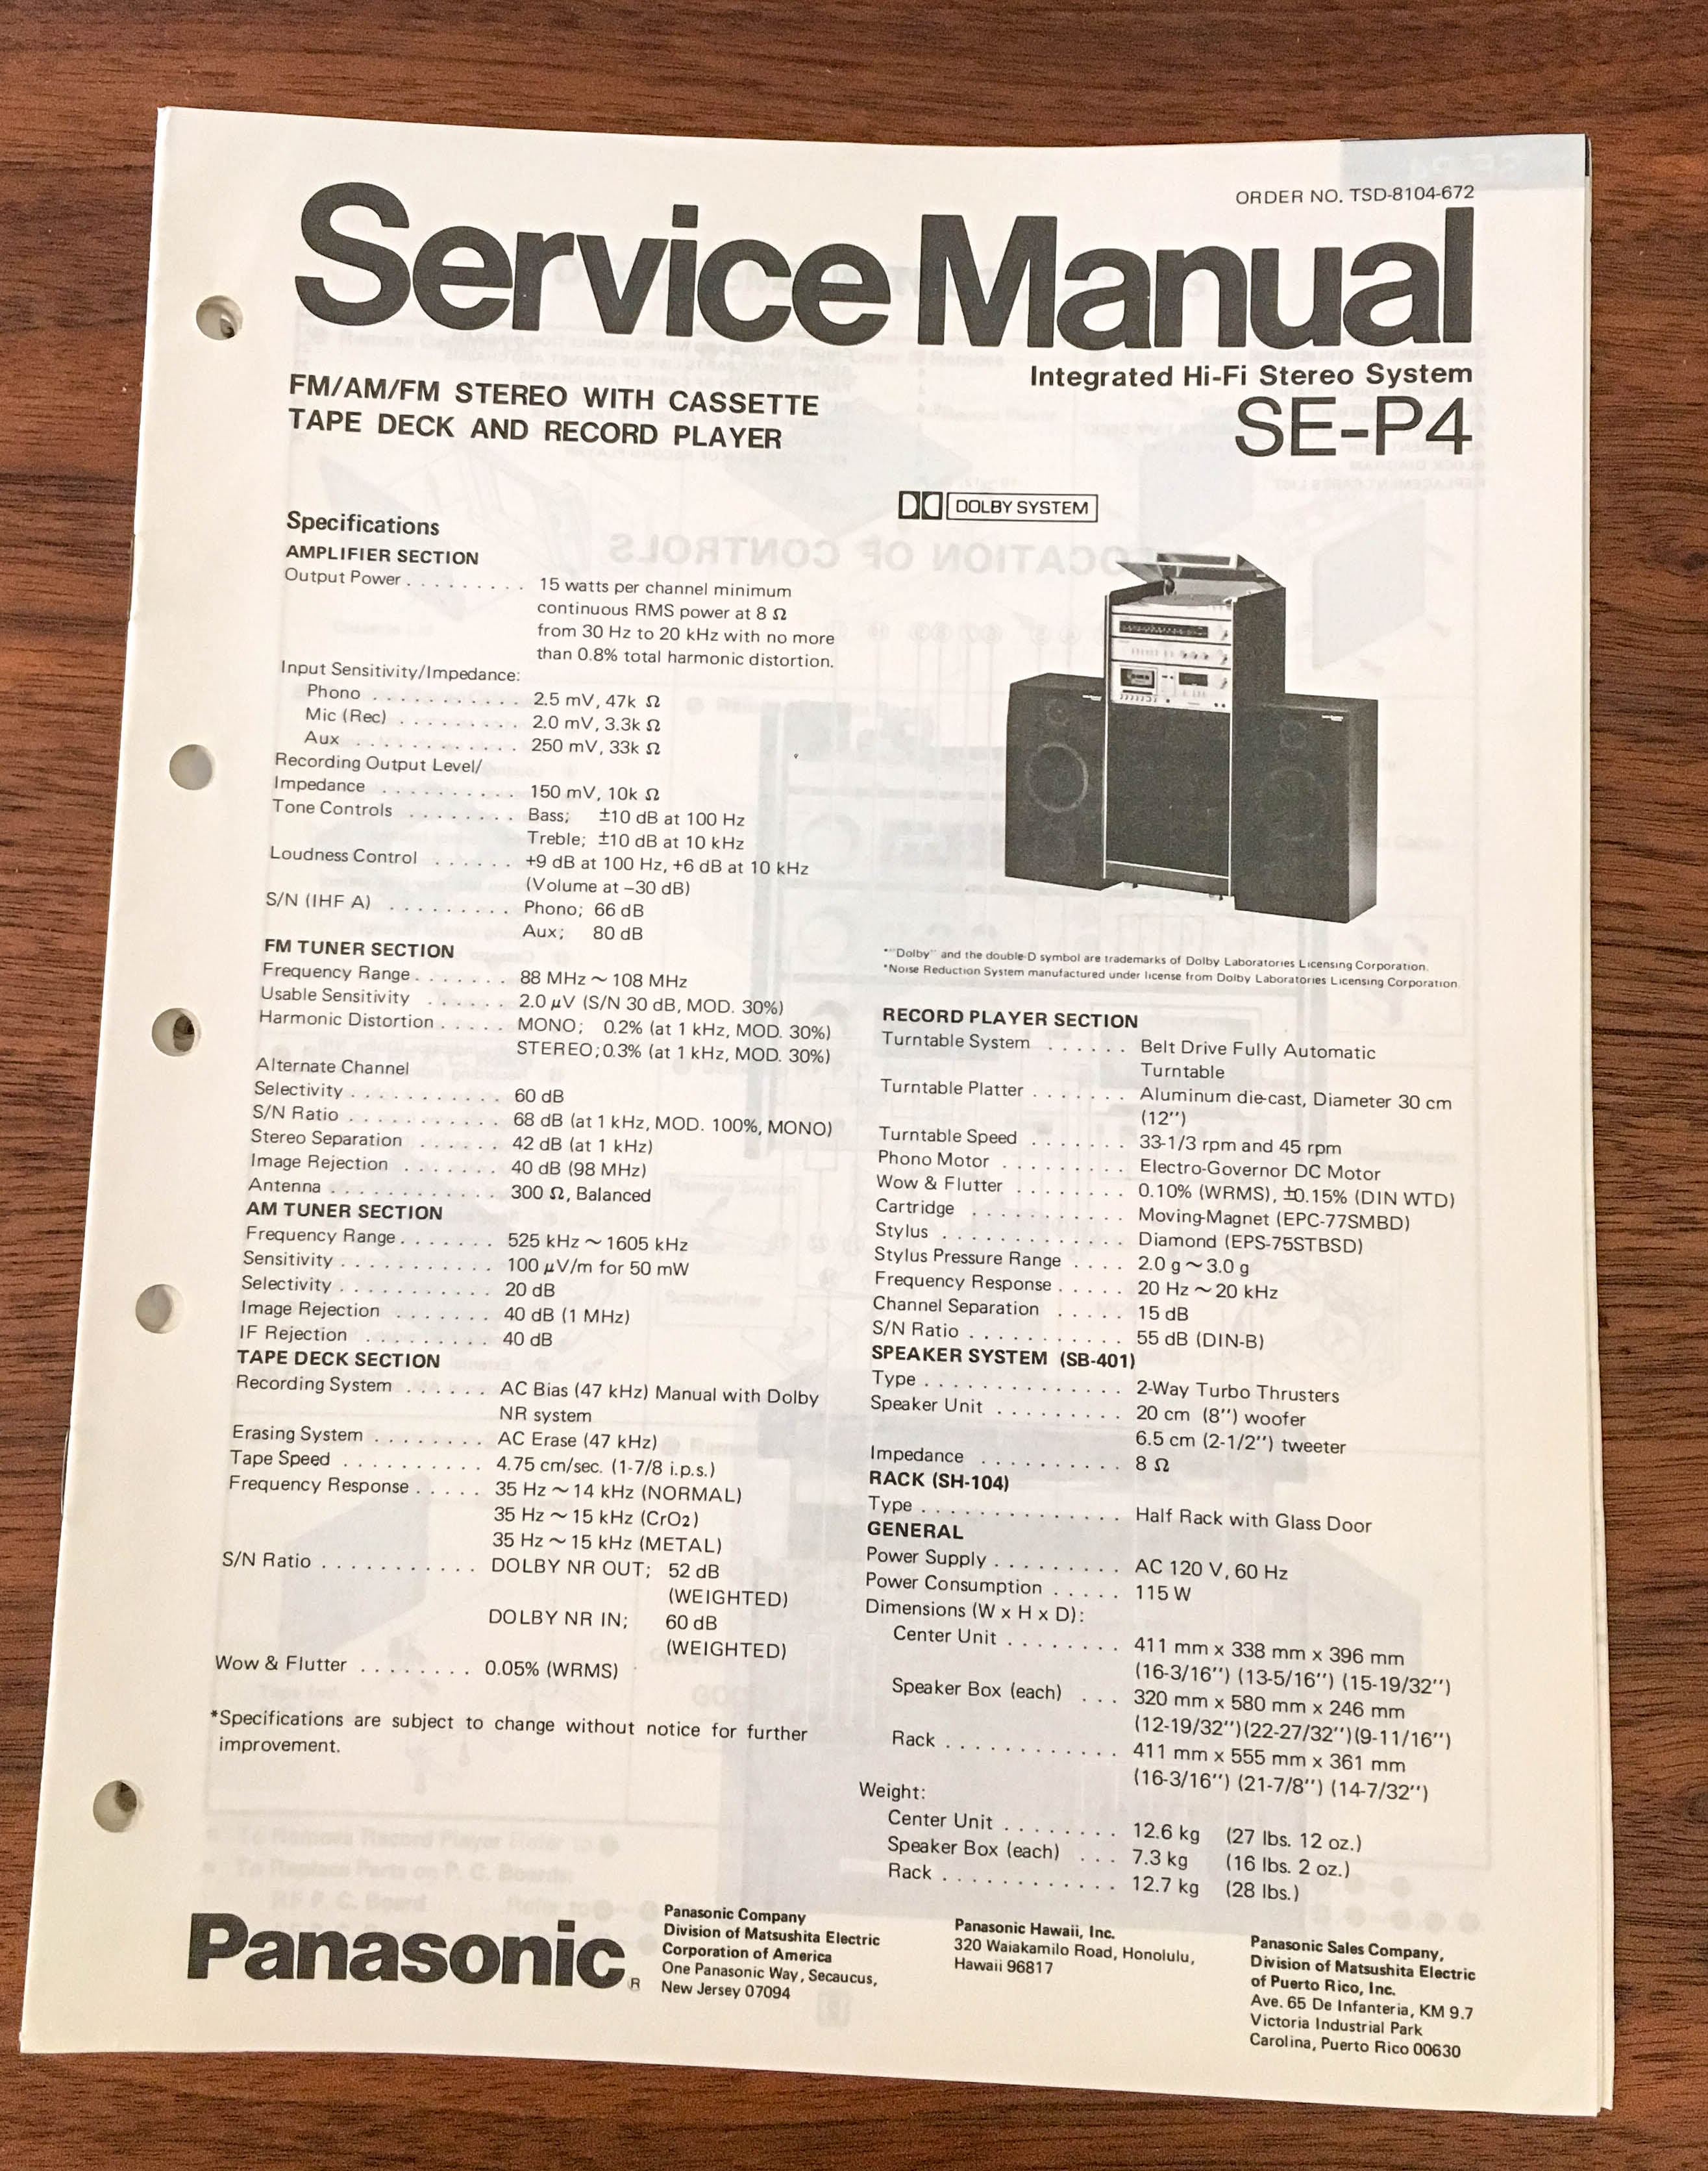 ORDER NO. TSD-8104-672
Service Manual
Integrated Hi-Fi Stereo System
SE-P4
FM/AM/FM STEREO WITH CASSETTE
TAPE DECK AND RECORD PLAYER
DOLBY SYSTEM
Specifications
AMPLIFIER SECTION
Output Power . . . . . . . . . 15 watts per channel minimum
continuous RMS power at 8 Ω
from 30 Hz to 20 kHz with no more
than 0.8% total harmonic distortion.
Input Sensitivity/Impedance:
Phono . . . . . . . . . . 2.5 mV, 47k Ω
Mic (Rec) . . . . . . . . . 2.0 mV, 3.3k Ω
Aux . . . . . . . . . . . . 250 mV, 33k Ω
Recording Output Level/
Impedance . . . . . . . . . . 150 mV, 10k Ω
Tone Controls . . . . . . . . Bass; ±10 dB at 100 Hz
Treble; ±10 dB at 10 kHz
Loudness Control . . . . . . +9 dB at 100 Hz, +6 dB at 10 kHz
(Volume at −30 dB)
S/N (IHF A) . . . . . . . . . Phono; 66 dB
Aux; 80 dB
FM TUNER SECTION
Frequency Range . . . . . . . 88 MHz ~ 108 MHz
Usable Sensitivity . . . . . . 2.0 μV (S/N 30 dB, MOD. 30%)
Harmonic Distortion . . . . . MONO; 0.2% (at 1 kHz, MOD. 30%)
STEREO; 0.3% (at 1 kHz, MOD. 30%)
Alternate Channel
Selectivity . . . . . . . . . . . 60 dB
S/N Ratio . . . . . . . . . . . 68 dB (at 1 kHz, MOD. 100%, MONO)
Stereo Separation . . . . . . 42 dB (at 1 kHz)
Image Rejection . . . . . . . 40 dB (98 MHz)
Antenna . . . . . . . . . . . . 300 Ω, Balanced
AM TUNER SECTION
Frequency Range . . . . . . . 525 kHz ~ 1605 kHz
Sensitivity . . . . . . . . . . . 100 μV/m for 50 mW
Selectivity . . . . . . . . . . . 20 dB
Image Rejection . . . . . . . 40 dB (1 MHz)
IF Rejection . . . . . . . . . 40 dB
TAPE DECK SECTION
Recording System . . . . . . AC Bias (47 kHz) Manual with Dolby
NR system
Erasing System . . . . . . . . AC Erase (47 kHz)
Tape Speed . . . . . . . . . . 4.75 cm/sec. (1-7/8 i.p.s.)
Frequency Response . . . . . 35 Hz ~ 14 kHz (NORMAL)
35 Hz ~ 15 kHz (CrO2)
35 Hz ~ 15 kHz (METAL)
S/N Ratio . . . . . . . . . . . DOLBY NR OUT; 52 dB
(WEIGHTED)
DOLBY NR IN; 60 dB
(WEIGHTED)
Wow & Flutter . . . . . . . . 0.05% (WRMS)
*Specifications are subject to change without notice for further
improvement.
*"Dolby" and the double-D symbol are trademarks of Dolby Laboratories Licensing Corporation.
*Noise Reduction System manufactured under license from Dolby Laboratories Licensing Corporation
RECORD PLAYER SECTION
Turntable System . . . . . . Belt Drive Fully Automatic
Turntable
Turntable Platter . . . . . . . Aluminum die-cast, Diameter 30 cm
(12'')
Turntable Speed . . . . . . . 33-1/3 rpm and 45 rpm
Phono Motor . . . . . . . . . Electro-Governor DC Motor
Wow & Flutter . . . . . . . . 0.10% (WRMS), ±0.15% (DIN WTD)
Cartridge . . . . . . . . . . . Moving-Magnet (EPC-77SMBD)
Stylus . . . . . . . . . . . . . Diamond (EPS-75STBSD)
Stylus Pressure Range . . . . 2.0 g ~ 3.0 g
Frequency Response . . . . . 20 Hz ~ 20 kHz
Channel Separation . . . . . 15 dB
S/N Ratio . . . . . . . . . . . 55 dB (DIN-B)
SPEAKER SYSTEM (SB-401)
Type . . . . . . . . . . . . . . 2-Way Turbo Thrusters
Speaker Unit . . . . . . . . . 20 cm (8'') woofer
6.5 cm (2-1/2'') tweeter
Impedance . . . . . . . . . . 8 Ω
RACK (SH-104)
Type . . . . . . . . . . . . . . Half Rack with Glass Door
GENERAL
Power Supply . . . . . . . . . AC 120 V, 60 Hz
Power Consumption . . . . . 115 W
Dimensions (W x H x D):
Center Unit . . . . . . . . 411 mm x 338 mm x 396 mm
(16-3/16'') (13-5/16'') (15-19/32'')
Speaker Box (each) . . . 320 mm x 580 mm x 246 mm
(12-19/32'')(22-27/32'')(9-11/16'')
Rack . . . . . . . . . . . . 411 mm x 555 mm x 361 mm
(16-3/16'') (21-7/8'') (14-7/32'')
Weight:
Center Unit . . . . . . . . 12.6 kg (27 lbs. 12 oz.)
Speaker Box (each) . . . 7.3 kg (16 lbs. 2 oz.)
Rack . . . . . . . . . . . . 12.7 kg (28 lbs.)
Panasonic®
Panasonic Company
Division of Matsushita Electric
Corporation of America
One Panasonic Way, Secaucus,
New Jersey 07094
Panasonic Hawaii, Inc.
320 Waiakamilo Road, Honolulu,
Hawaii 96817
Panasonic Sales Company,
Division of Matsushita Electric
of Puerto Rico, Inc.
Ave. 65 De Infanteria, KM 9.7
Victoria Industrial Park
Carolina, Puerto Rico 00630